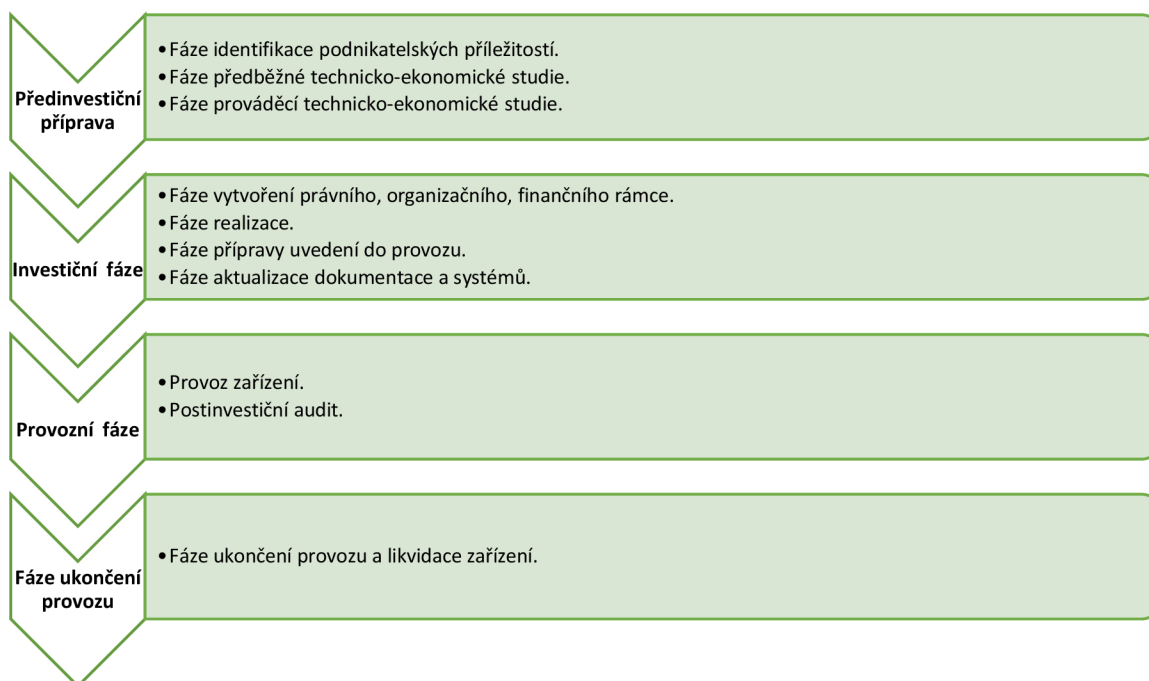 Předinvestiční
příprava
•Fáze identifikace podnikatelských příležitostí.
•Fáze předběžné technicko-ekonomické studie.
•Fáze prováděcí technicko-ekonomické studie.
Investiční fáze
•Fáze vytvoření právního, organizačního, finančního rámce.
•Fáze realizace.
•Fáze přípravy uvedení do provozu.
•Fáze aktualizace dokumentace a systémů.
Provozní fáze
•Provoz zařízení.
•Postinvestiční audit.
Fáze ukončení
provozu
•Fáze ukončení provozu a likvidace zařízení.